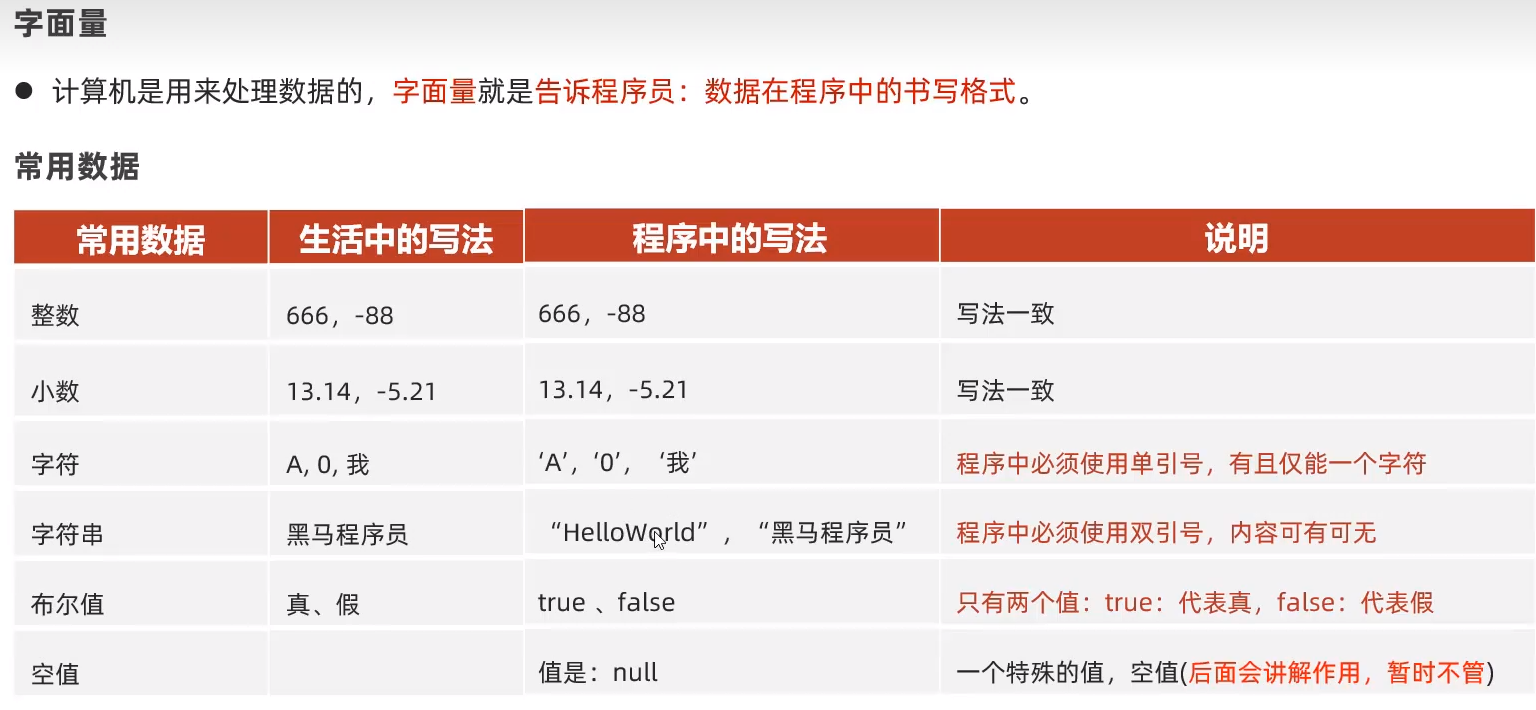 字面量
● 计算机是用来处理数据的，字面量就是告诉程序员：数据在程序中的书写格式。
常用数据
常用数据 生活中的写法 程序中的写法 说明
整数 666，-88 666，-88 写法一致
小数 13.14，-5.21 13.14，-5.21 写法一致
字符 A, 0, 我 ‘A’，‘0’， ‘我’ 程序中必须使用单引号，有且仅能一个字符
字符串 黑马程序员 “HelloWorld” ， “黑马程序员” 程序中必须使用双引号，内容可有可无
布尔值 真、假 true 、false 只有两个值：true：代表真，false：代表假
空值 值是：null 一个特殊的值，空值(后面会讲解作用，暂时不管)